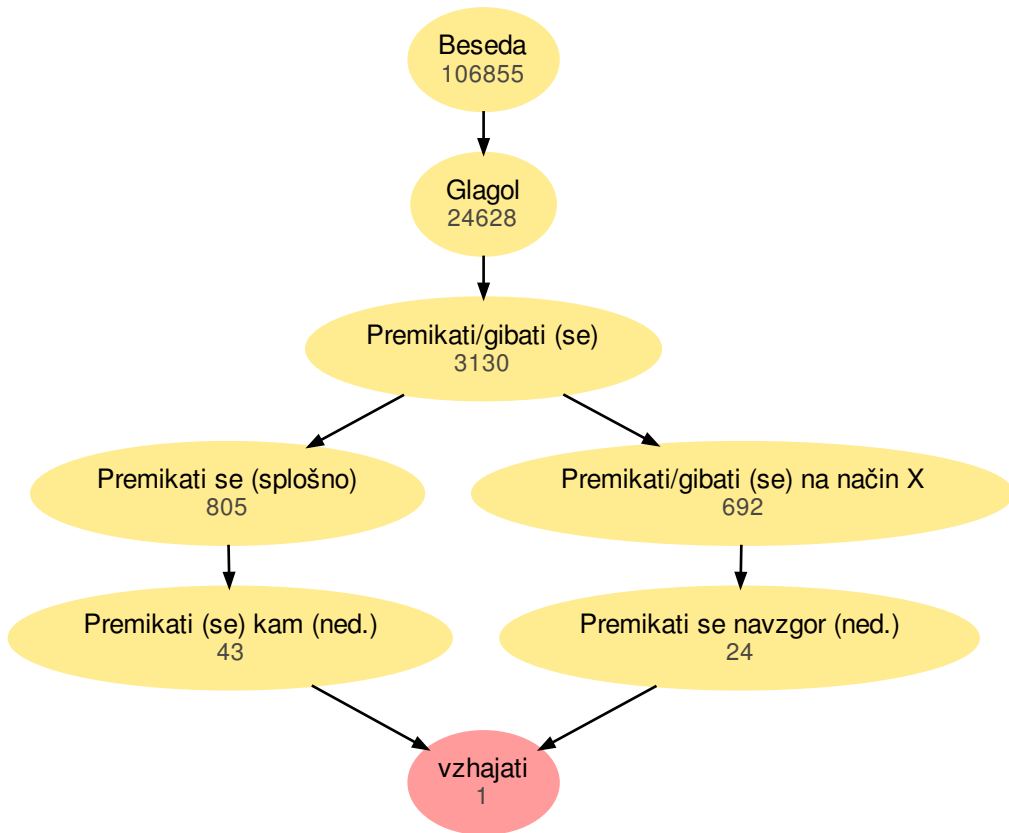 Beseda
106855
Glagol
24628
Premikati/gibati (se)
3130
Premikati se (splošno)
805
Premikati/gibati (se) na način X
692
Premikati (se) kam (ned.)
43
Premikati se navzgor (ned.)
24
vzhajati
1